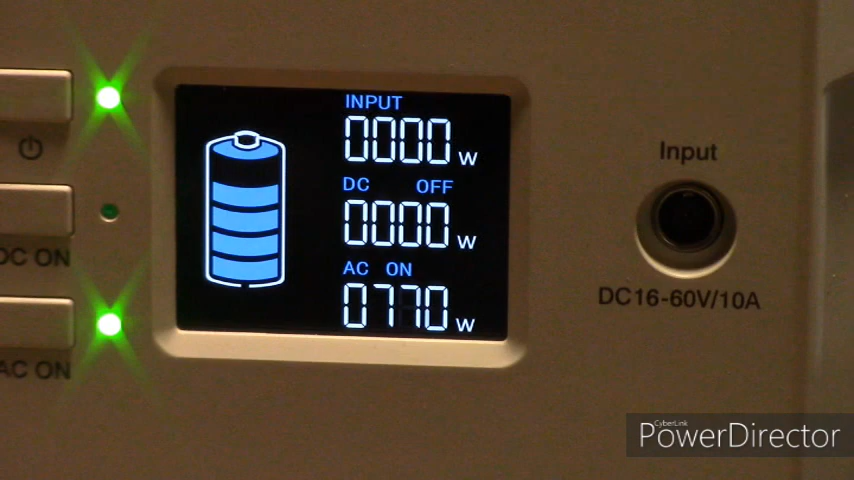 INPUT
0000 W
DC OFF
0000 W
AC ON
0770 W
DC ON
AC ON
Input
DC16-60V/10A
CyberLink
PowerDirector